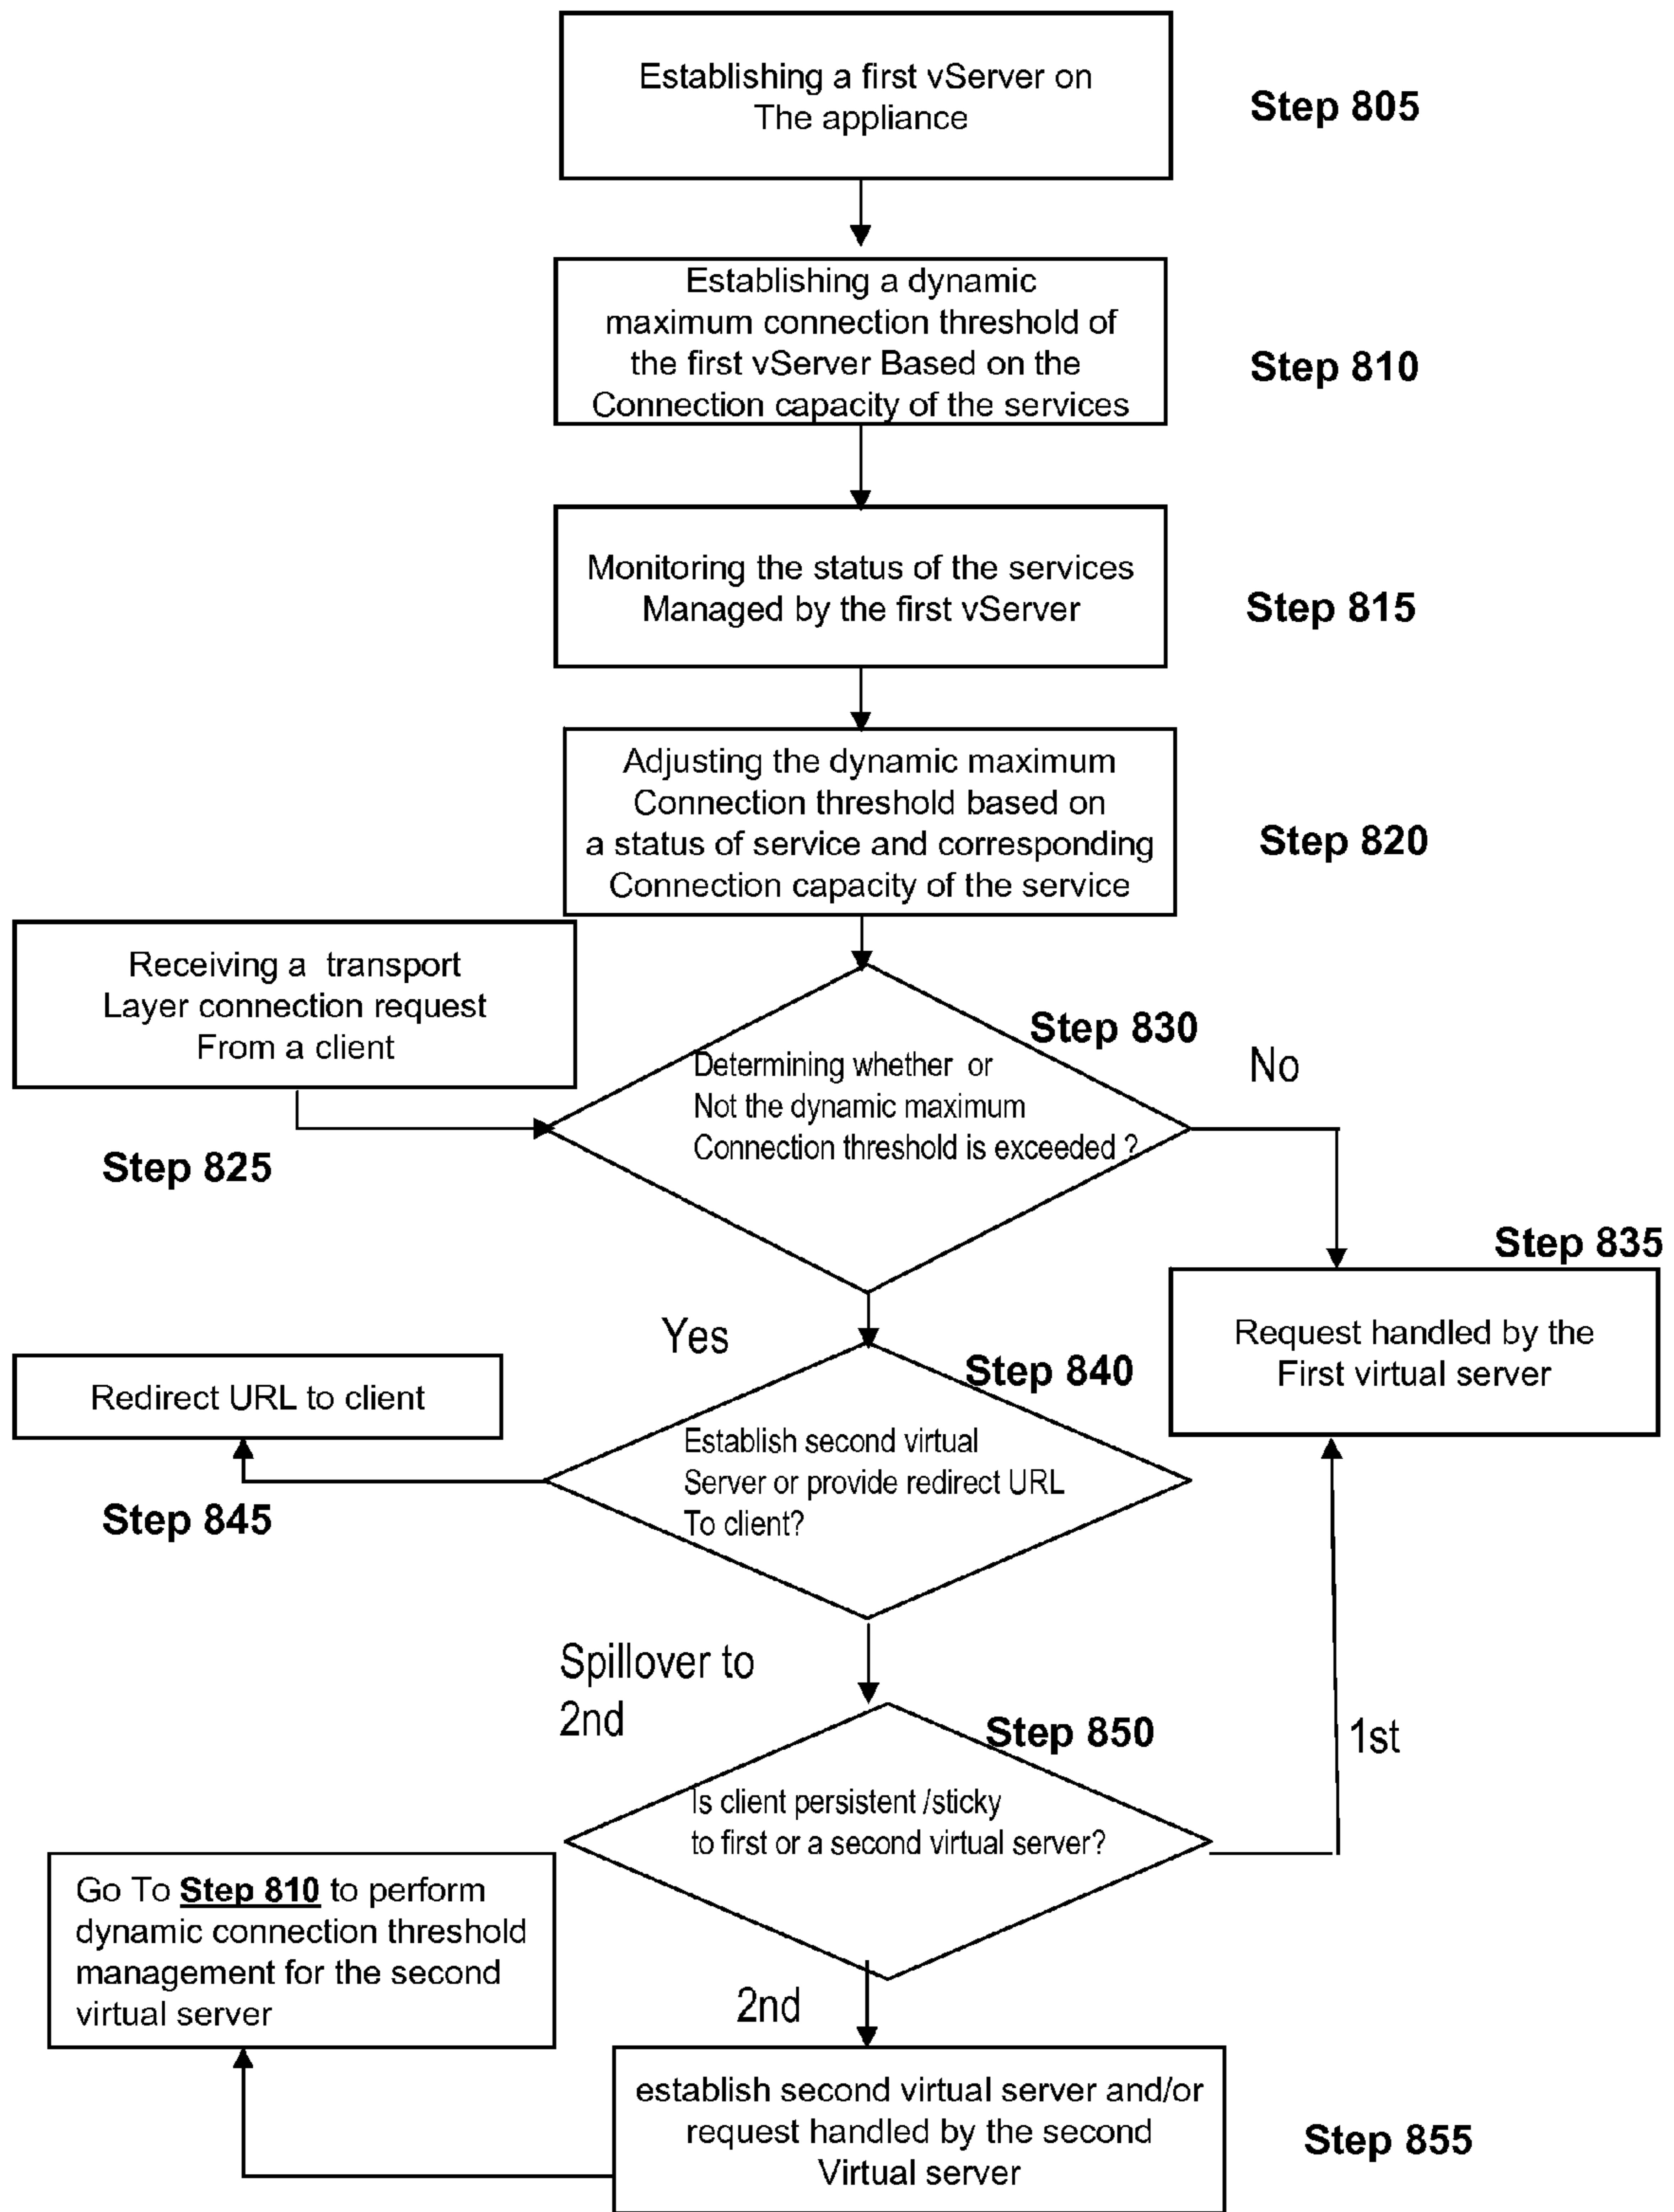 Establishing a first vServer on
The appliance
Step 805
Establishing a dynamic
maximum connection threshold of
the first vServer Based on the
Connection capacity of the services
Step 810
Monitoring the status of the services
Managed by the first vServer
Step 815
Adjusting the dynamic maximum
Connection threshold based on
a status of service and corresponding
Connection capacity of the service
Step 820
Receiving a transport
Layer connection request
From a client
Step 825
Step 830
Determining whether or
Not the dynamic maximum
Connection threshold is exceeded ?
No
Step 835
Request handled by the
First virtual server
Yes
Step 840
Establish second virtual
Server or provide redirect URL
To client?
Redirect URL to client
Step 845
Spillover to
2nd
Step 850
Is client persistent /sticky
to first or a second virtual server?
1st
2nd
Go To Step 810 to perform
dynamic connection threshold
management for the second
virtual server
establish second virtual server and/or
request handled by the second
Virtual server
Step 855